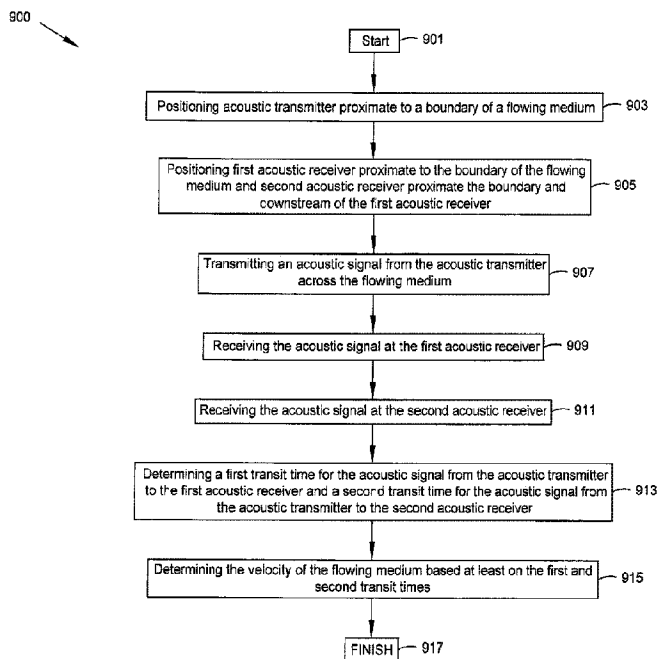 900
Start
901
Positioning acoustic transmitter proximate to a boundary of a flowing medium
903
Positioning first acoustic receiver proximate to the boundary of the flowing
medium and second acoustic receiver proximate the boundary and
cownstream of the first acoustic receiver
905
Transmitting an acoustic signal from the acoustic transmitter
across the flowing medium
907
Receiving the acoustic signal at the first acoustic receiver
909
Receiving the acoustic signal at the second acoustic receiver
911
Determining a first transit time for the acoustic signal from the acoustic transmitter
to the first acoustic receiver and a second transit time for the acoustic signal from
the acoustic transmitter to the second acoustic receiver
913
Determining the velocity of the flowing medium based at least on the first and
second transit times
915
FINISH
917